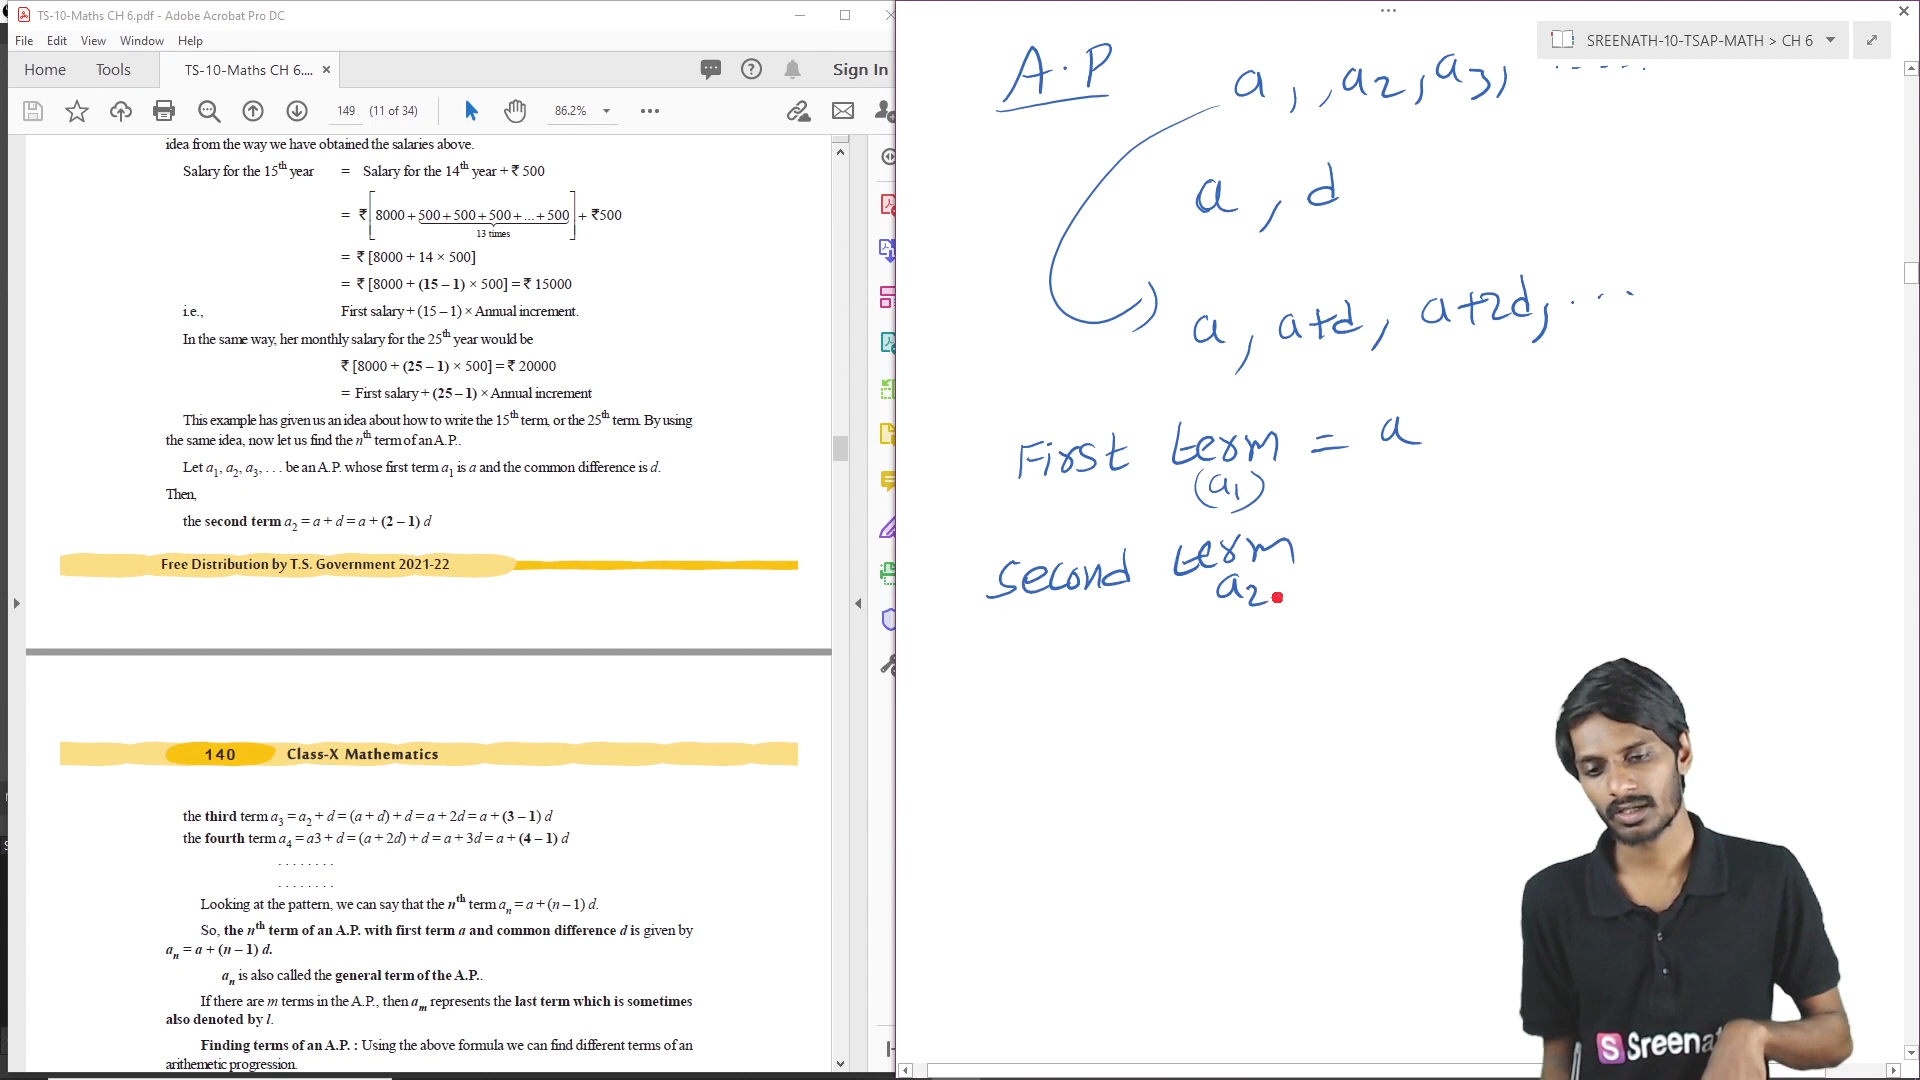 TS-10-Maths CH 6.pdf - Adobe Acrobat Pro DC
File Edit View Window Help
Home Tools TS-10-Maths CH 6.... × Sign In
149 (11 of 34) 86.2%
idea from the way we have obtained the salaries above.
Salary for the 15th year = Salary for the 14th year + ₹ 500
= ₹[8000 + 500 + 500 + 500 + ... + 500] + ₹500
13 times
= ₹ [8000 + 14 × 500]
= ₹ [8000 + (15 – 1) × 500] = ₹ 15000
i.e., First salary + (15 – 1) × Annual increment.
In the same way, her monthly salary for the 25th year would be
₹ [8000 + (25 – 1) × 500] = ₹ 20000
= First salary + (25 – 1) × Annual increment
This example has given us an idea about how to write the 15th term, or the 25th term. By using
the same idea, now let us find the nth term of an A.P..
Let a₁, a₂, a₃, . . . be an A.P. whose first term a₁ is a and the common difference is d.
Then,
the second term a₂ = a + d = a + (2 – 1) d
Free Distribution by T.S. Government 2021-22
140 Class-X Mathematics
the third term a₃ = a₂ + d = (a + d) + d = a + 2d = a + (3 – 1) d
the fourth term a₄ = a3 + d = (a + 2d) + d = a + 3d = a + (4 – 1) d
. . . . . . . .
. . . . . . . .
Looking at the pattern, we can say that the nth term aₙ = a + (n – 1) d.
So, the nth term of an A.P. with first term a and common difference d is given by
aₙ = a + (n – 1) d.
aₙ is also called the general term of the A.P..
If there are m terms in the A.P., then aₘ represents the last term which is sometimes
also denoted by l.
Finding terms of an A.P. : Using the above formula we can find different terms of an
arithemetic progression.
SREENATH-10-TSAP-MATH > CH 6
A.P a₁, a₂, a₃, .....
a, d
a, a+d, a+2d, ...
First term = a
(a₁)
second term
a₂